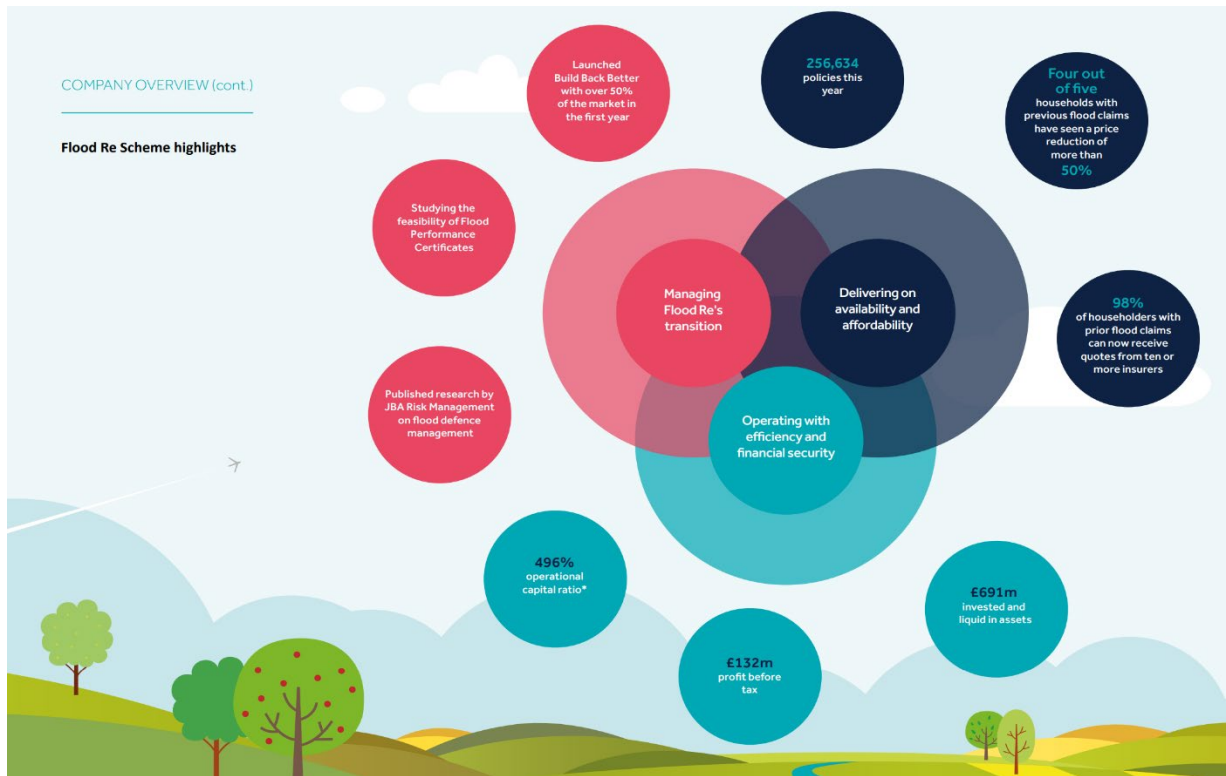 COMPANY OVERVIEW (cont.)
Flood Re Scheme highlights
Launched
Build Back Better
with over 50%
of the market in
the first year
256,634
policies this
year
Four out
of five
households with
previous flood claims
have seen a price
reduction of
more than
50%
Studying the
feasibility of Flood
Performance
Certificates
Managing
Flood Re's
transition
Delivering on
availability and
affordability
98%
of householders with
prior flood claims
can now receive
quotes from ten or
more insurers
Published research by
JBA Risk Management
on flood defence
management
Operating with
efficiency and
financial security
496%
operational
capital ratio*
£132m
profit before
tax
£691m
invested and
liquid in assets